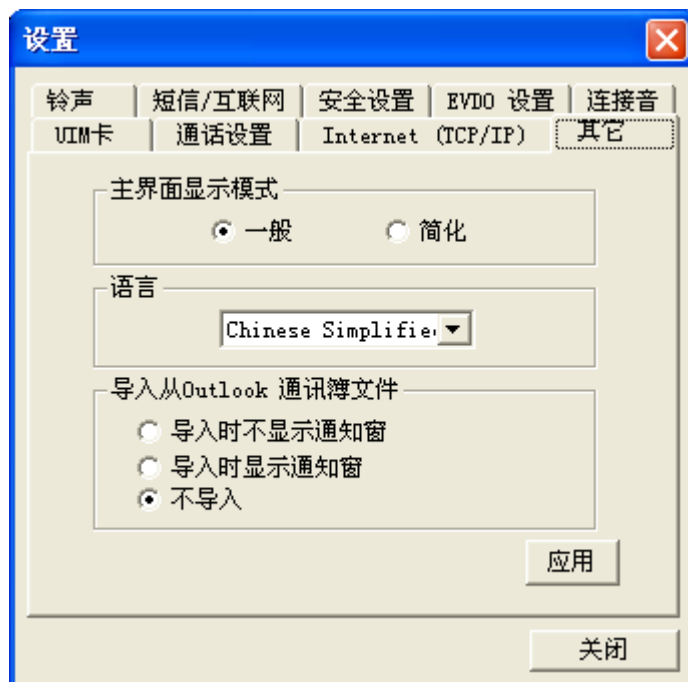 设置
铃声 短信/互联网 安全设置 EVDO 设置 连接音
UIM卡 通话设置 Internet (TCP/IP) 其它
主界面显示模式
一般 简化
语言
Chinese Simplifie
导入从Outlook 通讯簿文件
导入时不显示通知窗
导入时显示通知窗
不导入
应用
关闭